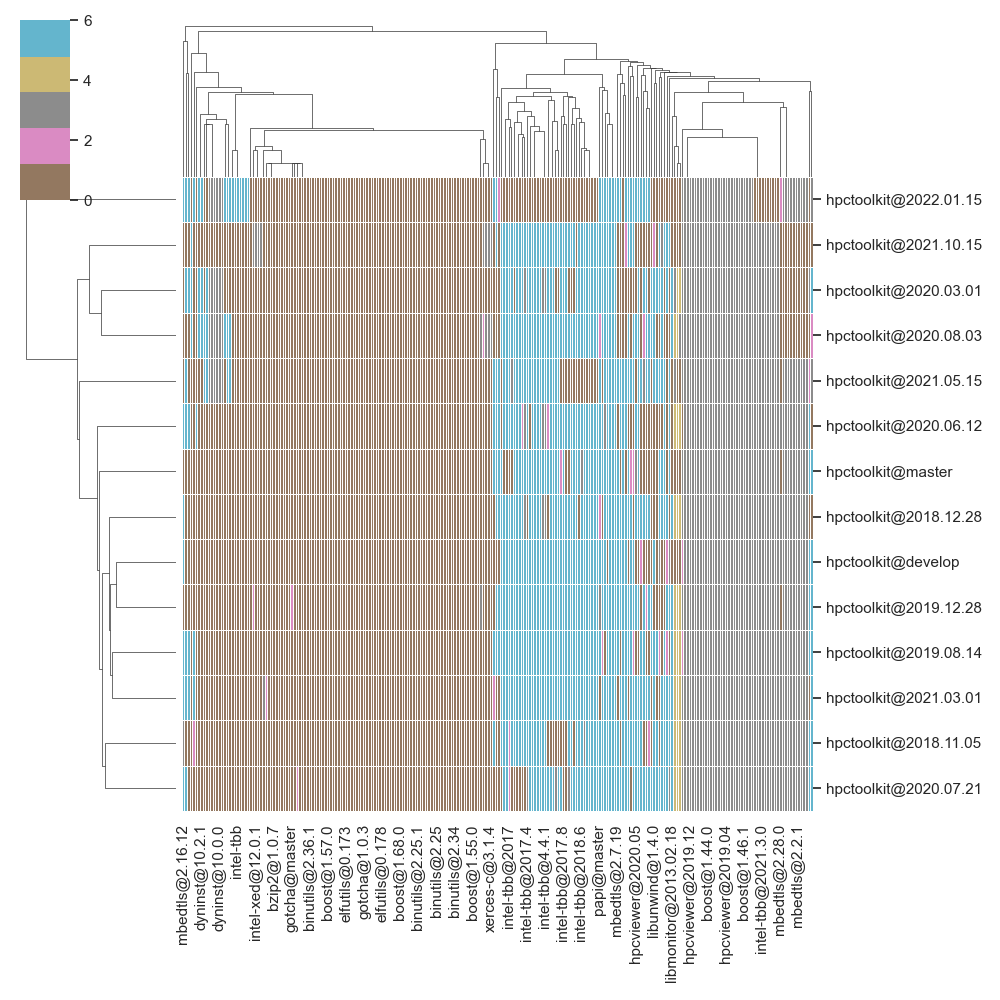 6
4
2
0
hpctoolkit@2022.01.15
hpctoolkit@2021.10.15
hpctoolkit@2020.03.01
hpctoolkit@2020.08.03
hpctoolkit@2021.05.15
hpctoolkit@2020.06.12
hpctoolkit@master
hpctoolkit@2018.12.28
hpctoolkit@develop
hpctoolkit@2019.12.28
hpctoolkit@2019.08.14
hpctoolkit@2021.03.01
hpctoolkit@2018.11.05
hpctoolkit@2020.07.21
mbedtls@2.16.12
dyninst@10.2.1
dyninst@10.0.0
intel-tbb
intel-xed@12.0.1
bzip2@1.0.7
gotcha@master
binutils@2.36.1
boost@1.57.0
elfutils@0.173
gotcha@1.0.3
elfutils@0.178
boost@1.68.0
binutils@2.25.1
binutils@2.25
binutils@2.34
boost@1.55.0
xerces-c@3.1.4
intel-tbb@2017
intel-tbb@2017.4
intel-tbb@4.4.1
intel-tbb@2017.8
intel-tbb@2018.6
papi@master
mbedtls@2.7.19
hpcviewer@2020.05
libunwind@1.4.0
libmonitor@2013.02.18
hpcviewer@2019.12
boost@1.44.0
hpcviewer@2019.04
boost@1.46.1
intel-tbb@2021.3.0
mbedtls@2.28.0
mbedtls@2.2.1